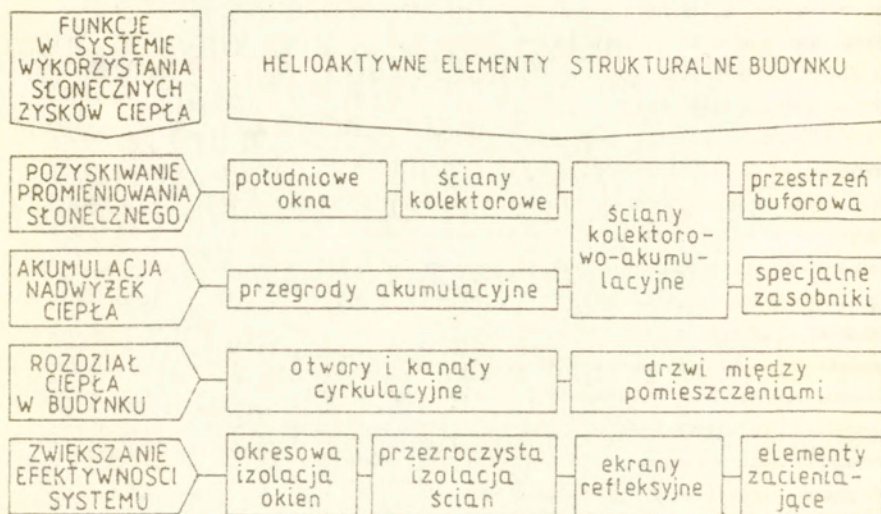 FUNKCJE
W SYSTEMIE
WYKORZYSTANIA
SŁONECZNYCH
ZYSKÓW CIEPŁA
HELIOAKTYWNE ELEMENTY STRUKTURALNE BUDYNKU
POZYSKIWANIE
PROMIENIOWANIA
SŁONECZNEGO
południowe
okna
ściany
kolektorowe
ściany
kolektoro-
wo-akumu-
lacyjne
przestrzeń
buforowa
AKUMULACJA
NADWYŻEK
CIEPŁA
przegrody akumulacyjne
specjalne
zasobniki
ROZDZIAŁ
CIEPŁA
W BUDYNKU
otwory i kanały
cyrkulacyjne
drzwi między
pomieszczeniami
ZWIĘKSZANIE
EFEKTYWNOŚCI
SYSTEMU
okresowa
izolacja
okien
przezroczysta
izolacja
ścian
ekrany
refleksyjne
elementy
zacienia-
jące